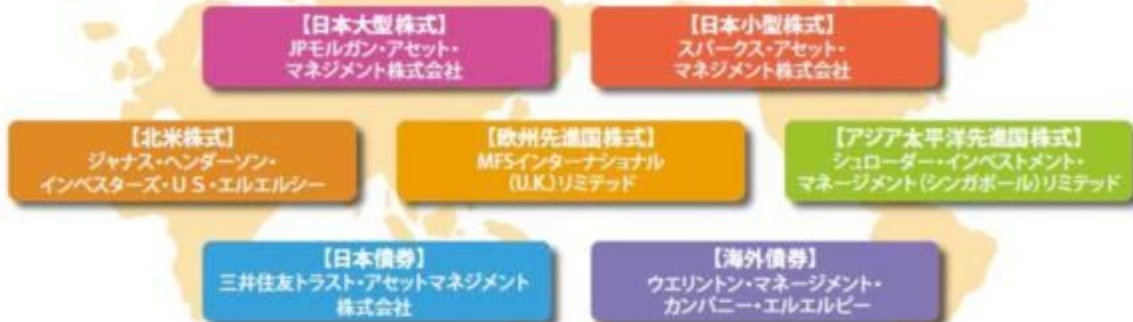 【日本大型株式】
JPモルガン・アセット・
マネジメント株式会社
【日本小型株式】
スパークス・アセット・
マネジメント株式会社
【北米株式】
ジャナス・ヘンダーソン・
インベスターズ・US・エルエルシー
【欧州先進国株式】
MFSインターナショナル
(U.K.)リミテッド
【アジア太平洋先進国株式】
シュローダー・インベストメント・
マネージメント(シンガポール)リミテッド
【日本債券】
三井住友トラスト・アセットマネジメント
株式会社
【海外債券】
ウエリントン・マネージメント・
カンパニー・エルエルピー